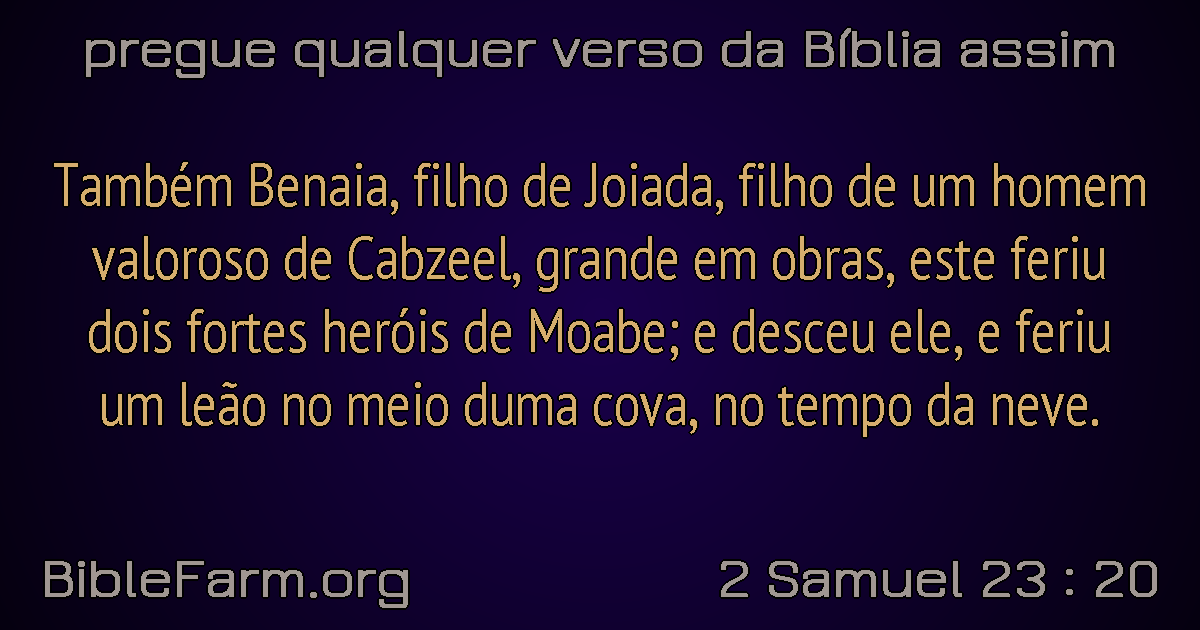 pregue qualquer verso da Bíblia assim
Também Benaia, filho de Joiada, filho de um homem
valoroso de Cabzeel, grande em obras, este feriu
dois fortes heróis de Moabe; e desceu ele, e feriu
um leão no meio duma cova, no tempo da neve.
BibleFarm.org
2 Samuel 23 : 20